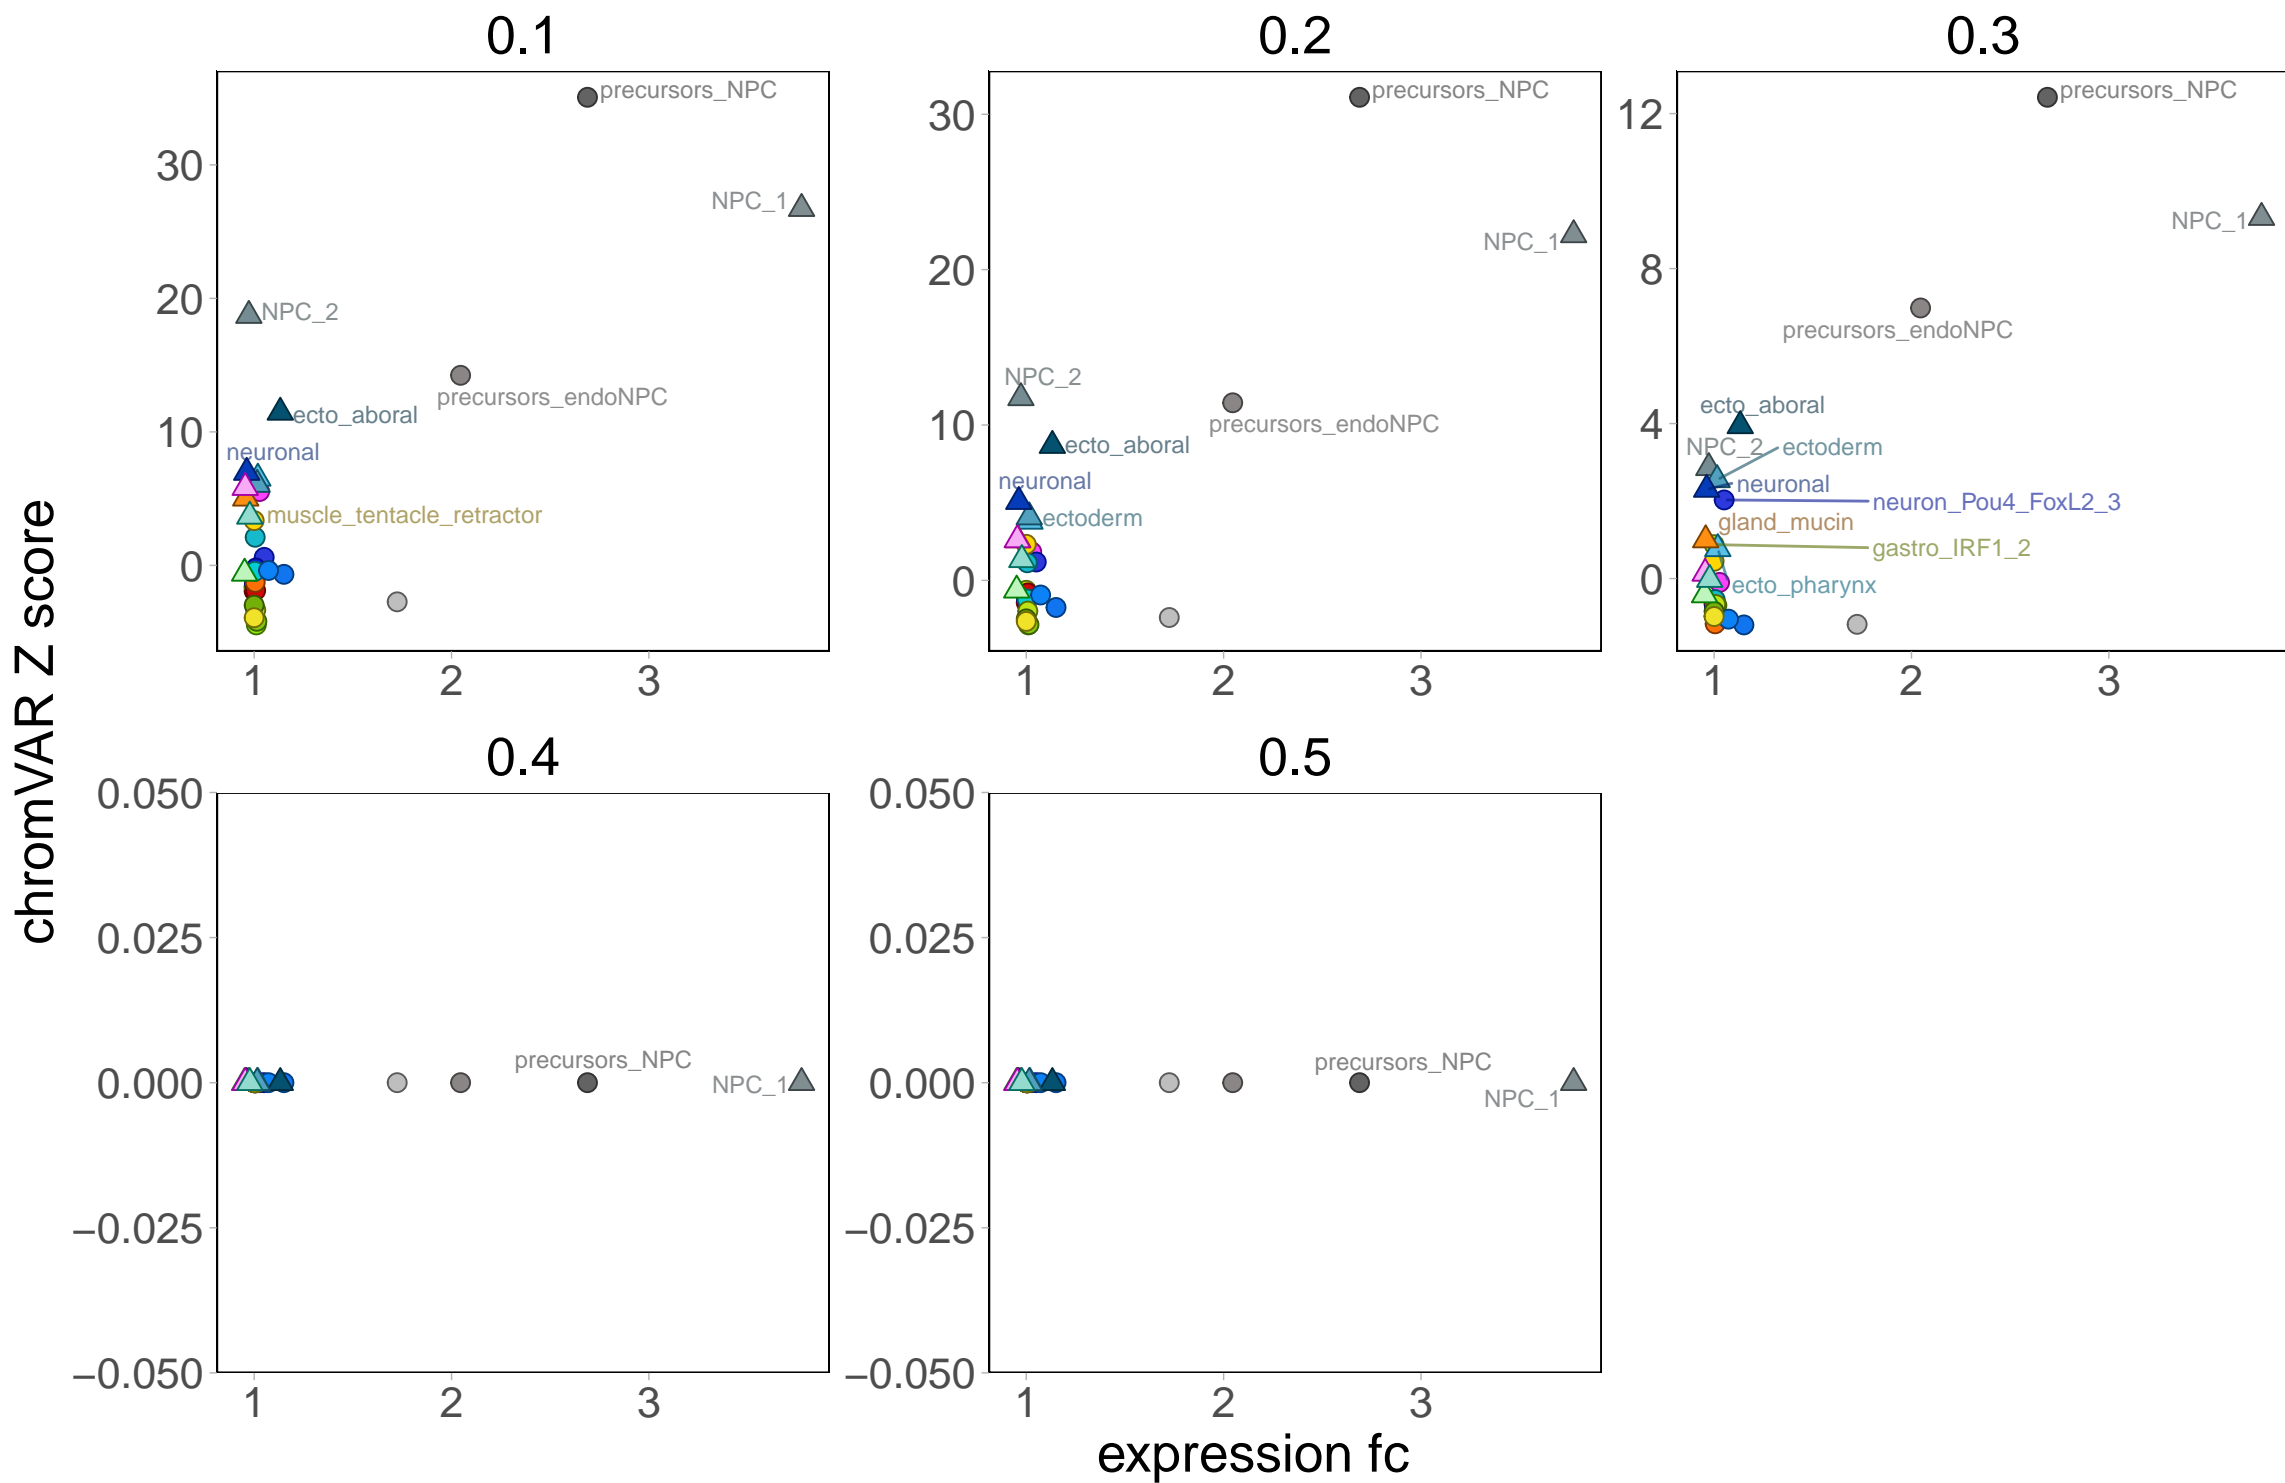 0.1
0.2
0.3
precursors_NPC
precursors_NPC
precursors_NPC
30
30
12
NPC_1
NPC_1
NPC_1
20
20
8
NPC_2
NPC_2
precursors_endoNPC
precursors_endoNPC
precursors_endoNPC
ecto_aboral
ecto_aboral
ecto_aboral
10
10
4
NPC_2
ectoderm
neuronal
neuronal
neuronal
neuron_Pou4_FoxL2_3
muscle_tentacle_retractor
ectoderm
gland_mucin
gastro_IRF1_2
ecto_pharynx
0
0
0
1
2
3
1
2
3
1
2
3
chromVAR Z score
0.4
0.5
0.050
0.025
0.000
−0.025
−0.050
precursors_NPC
NPC_1
0.050
0.025
0.000
−0.025
−0.050
precursors_NPC
NPC_1
1
2
3
1
2
3
expression fc